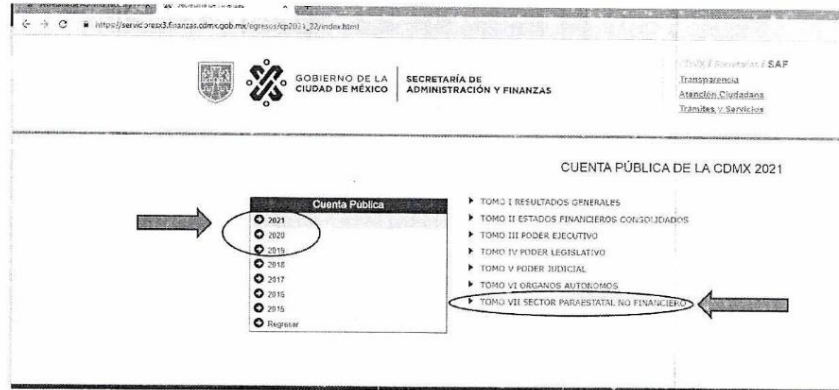 https://servidoresx3.finanzas.cdmx.gob.mx/egresos/cp2021_22/index.html
GOBIERNO DE LA
CIUDAD DE MÉXICO
SECRETARÍA DE
ADMINISTRACIÓN Y FINANZAS
SAF
Transparencia
Atención Ciudadana
Trámites y Servicios
CUENTA PÚBLICA DE LA CDMX 2021
Cuenta Pública
2021
2020
2019
2018
2017
2016
2015
Regresar
TOMO I RESULTADOS GENERALES
TOMO II ESTADOS FINANCIEROS CONSOLIDADOS
TOMO III PODER EJECUTIVO
TOMO IV PODER LEGISLATIVO
TOMO V PODER JUDICIAL
TOMO VI ORGANOS AUTONOMOS
TOMO VII SECTOR PARAESTATAL NO FINANCIERO